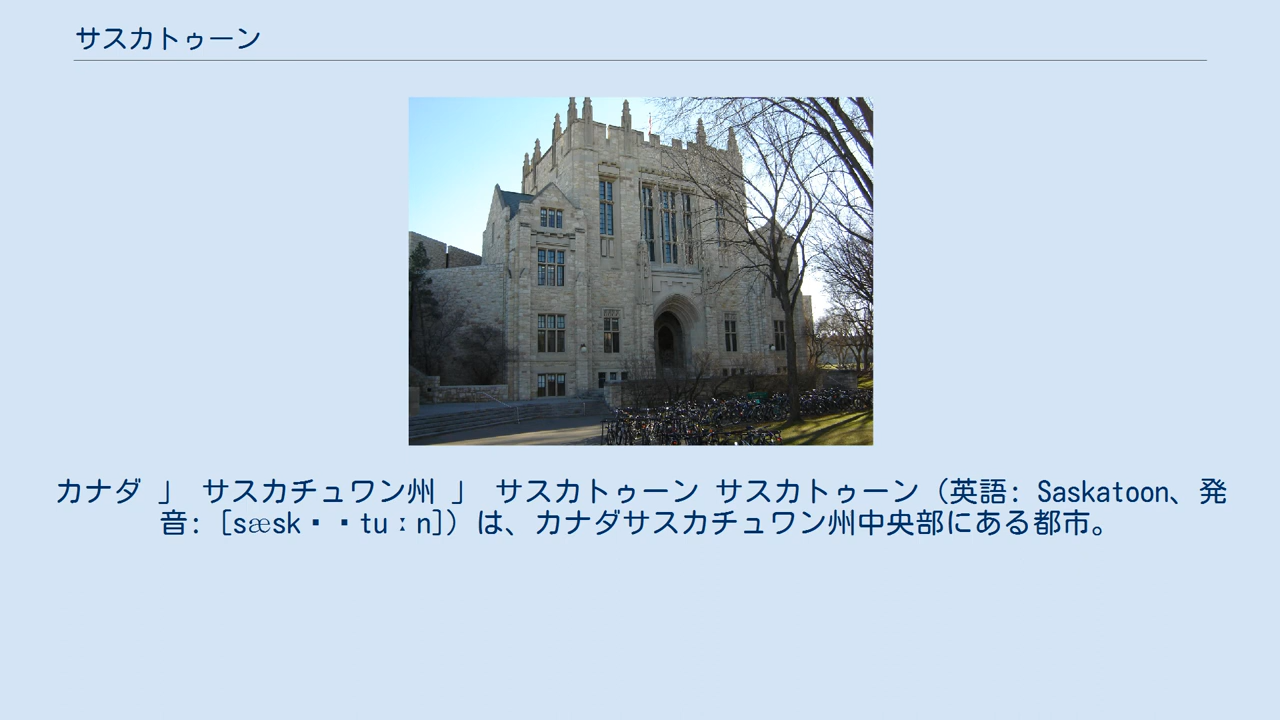 サスカトゥーン
カナダ 」 サスカチュワン州 」 サスカトゥーン サスカトゥーン（英語: Saskatoon、発
音: [sæsk▪▪tuːn]）は、カナダサスカチュワン州中央部にある都市。